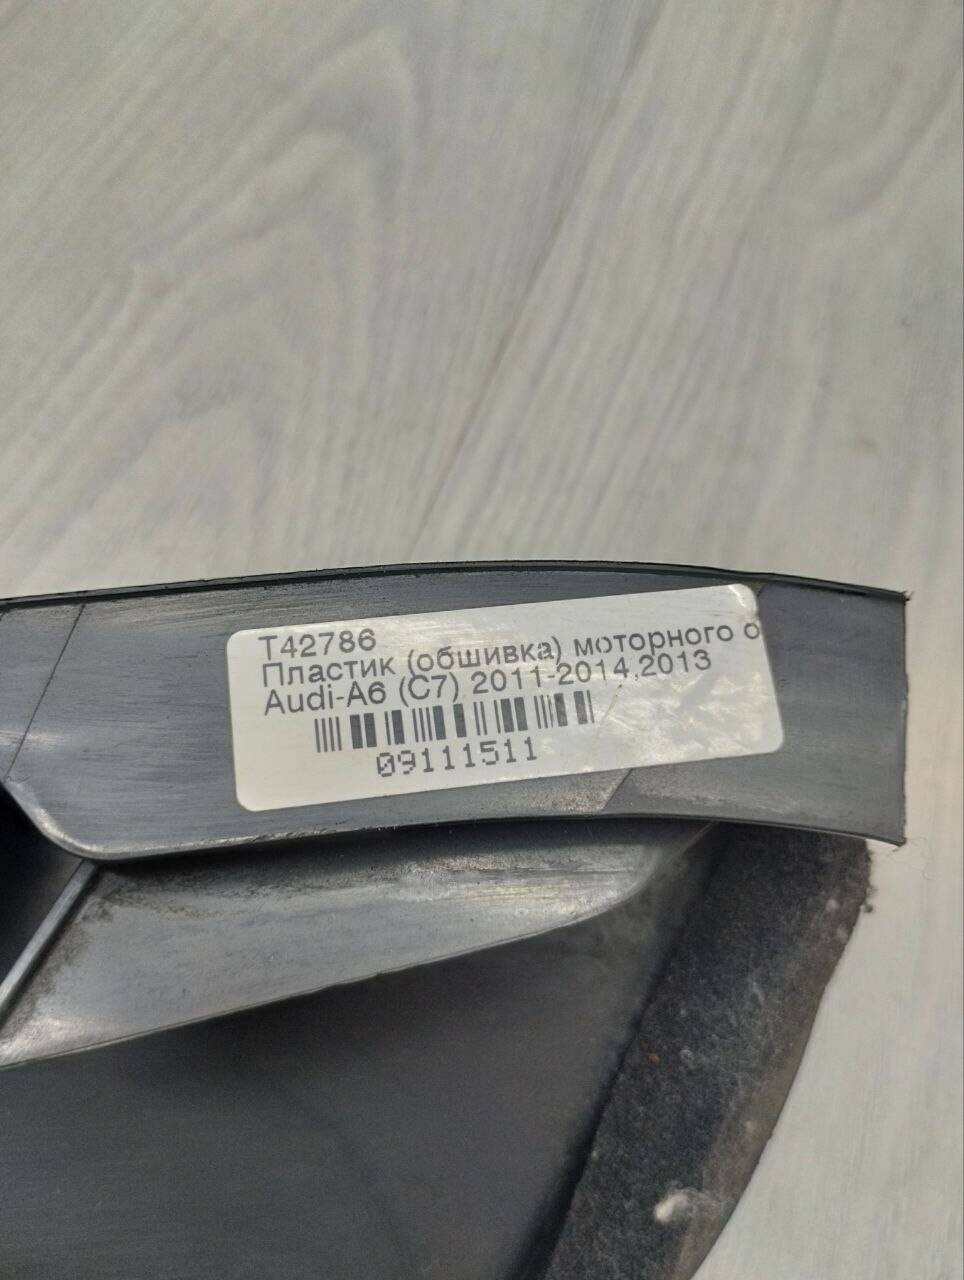 T42786
Пластик (обшивка) моторного о
Audi-A6 (C7) 2011-2014,2013
09111511